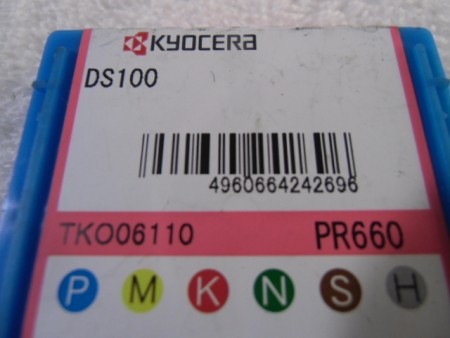 KYOCERA
DS100
4960664242696
TKO06110 PR660
P M K N S H